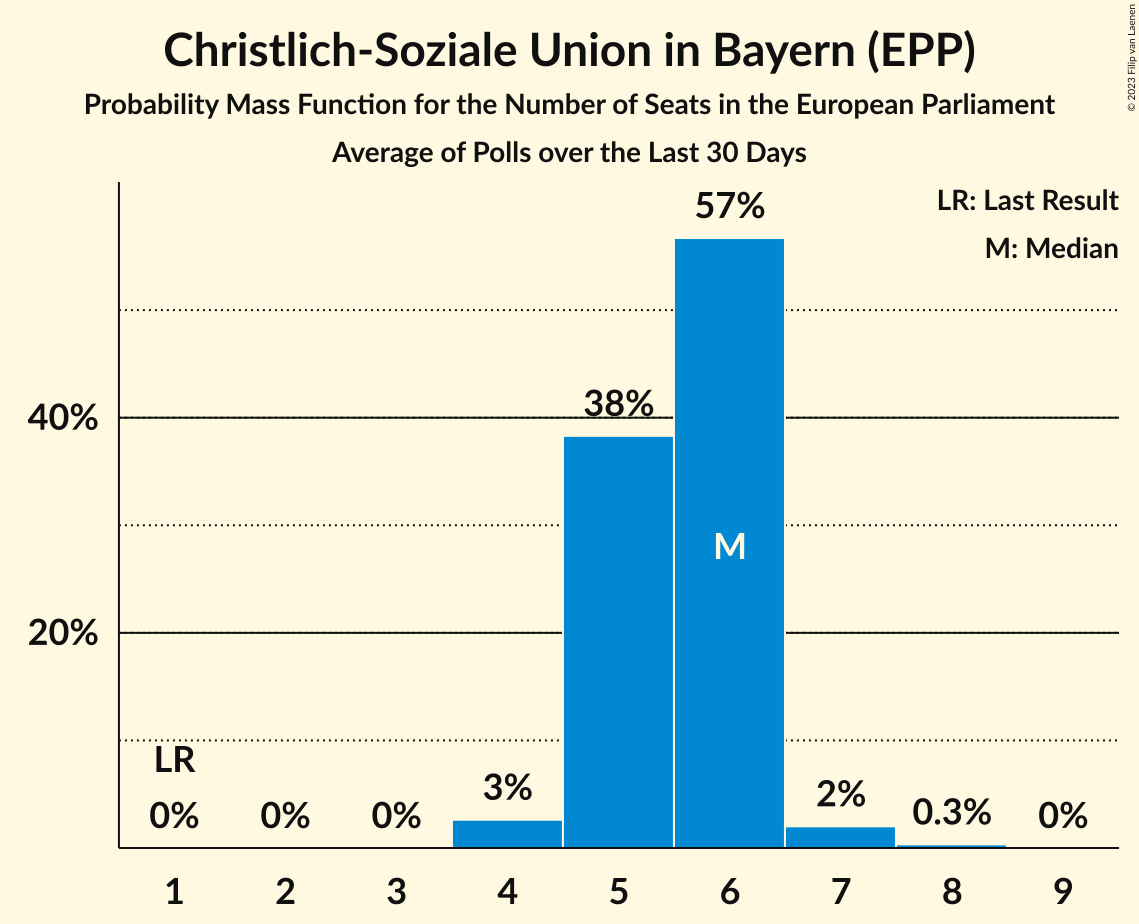 Christlich-Soziale Union in Bayern (EPP)
Probability Mass Function for the Number of Seats in the European Parliament
Average of Polls over the Last 30 Days
© 2023 Filip van Laenen
LR: Last Result
M: Median
57%
38%
40%
M
20%
LR
0%
0%
0%
3%
2%
0.3%
0%
1
2
3
4
5
6
7
8
9